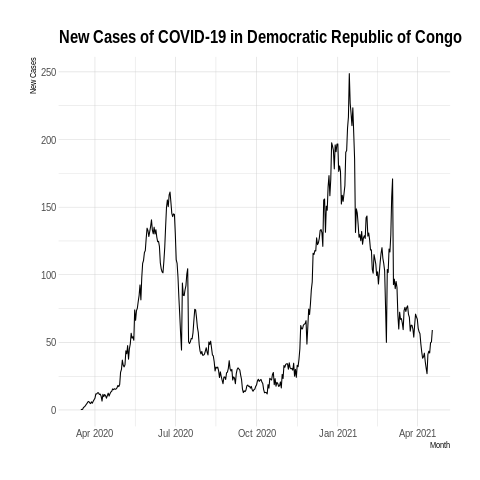 New Cases of COVID-19 in Democratic Republic of Congo
New Cases
250
200
150
100
50
0
Apr 2020 Jul 2020 Oct 2020 Jan 2021 Apr 2021
Month